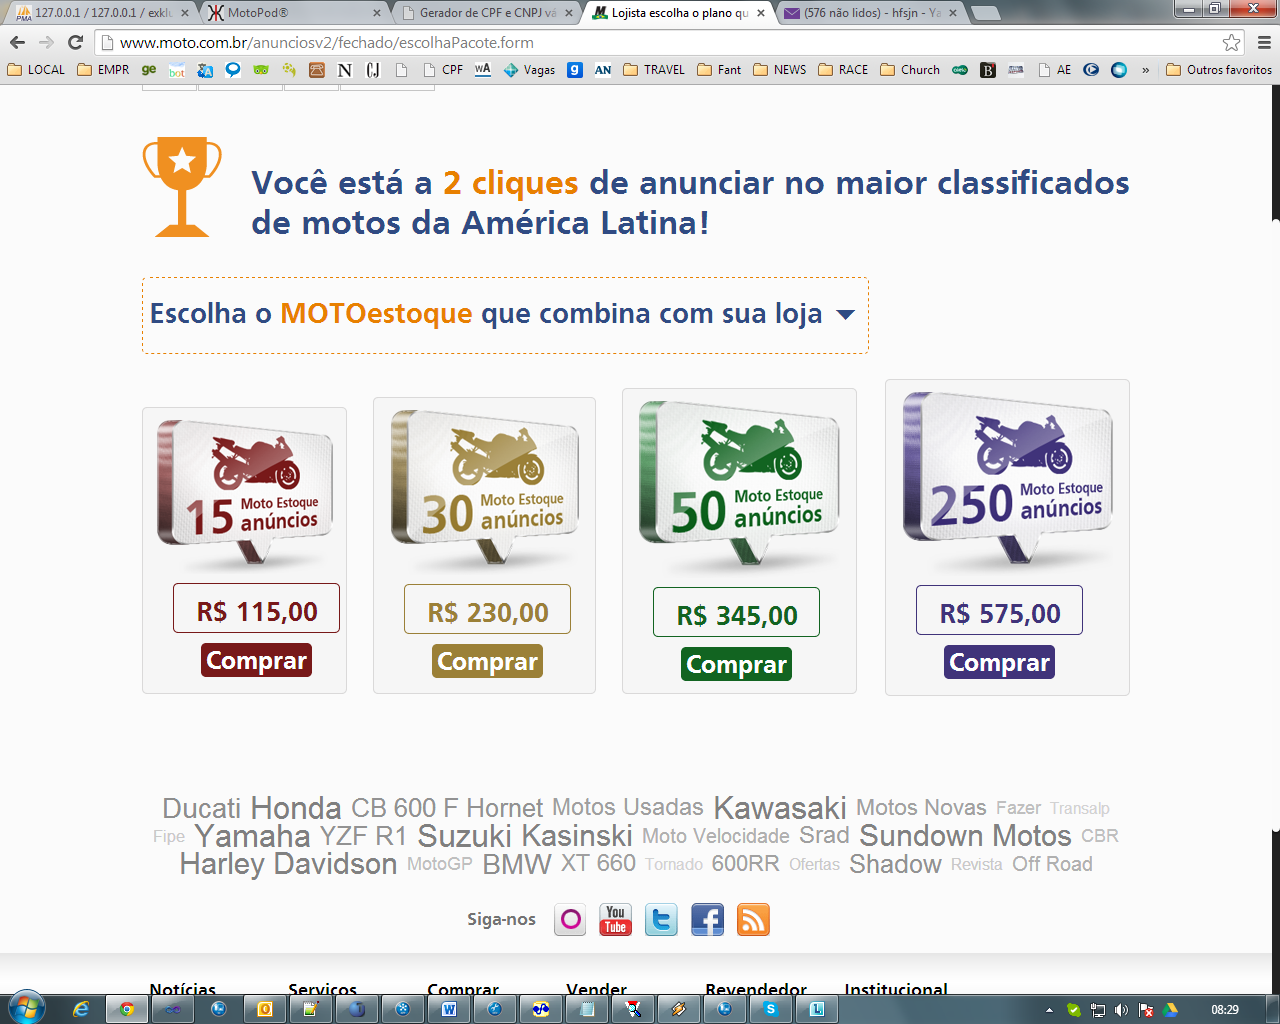 127.0.0.1 / 127.0.0.1 / exklu
MotoPod®
Gerador de CPF e CNPJ vá
Lojista escolha o plano qu
(576 não lidos) - hfsjn - Ya
www.moto.com.br/anunciosv2/fechado/escolhaPacote.form
LOCAL
EMPR
CPF
Vagas
TRAVEL
Fant
NEWS
RACE
Church
AE
»
Outros favoritos
Você está a 2 cliques de anunciar no maior classificados
de motos da América Latina!
Escolha o MOTOestoque que combina com sua loja
15 Moto Estoque
anúncios
R$ 115,00
Comprar
30 Moto Estoque
anúncios
R$ 230,00
Comprar
50 Moto Estoque
anúncios
R$ 345,00
Comprar
250 Moto Estoque
anúncios
R$ 575,00
Comprar
Ducati Honda CB 600 F Hornet Motos Usadas Kawasaki Motos Novas Fazer Transalp
Fipe Yamaha YZF R1 Suzuki Kasinski Moto Velocidade Srad Sundown Motos CBR
Harley Davidson MotoGP BMW XT 660 Tornado 600RR Ofertas Shadow Revista Off Road
Siga-nos
You
Tube
Notícias Serviços Comprar Vender Revendedor Institucional
08:29